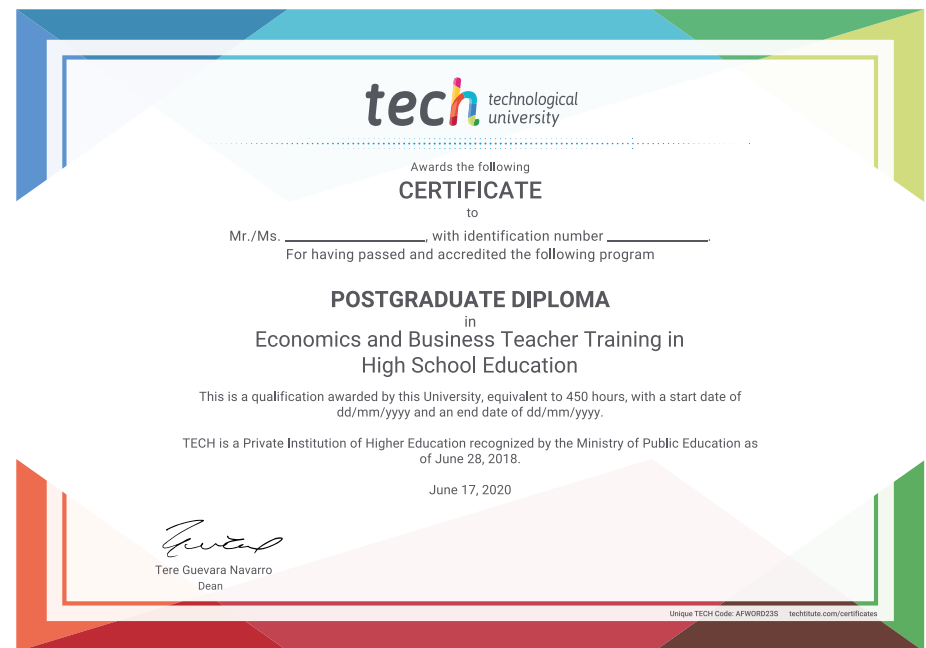 tech technological
university
Awards the following
CERTIFICATE
to
Mr./Ms. ____________________, with identification number ______________.
For having passed and accredited the following program
POSTGRADUATE DIPLOMA
in
Economics and Business Teacher Training in
High School Education
This is a qualification awarded by this University, equivalent to 450 hours, with a start date of
dd/mm/yyyy and an end date of dd/mm/yyyy.
TECH is a Private Institution of Higher Education recognized by the Ministry of Public Education as
of June 28, 2018.
June 17, 2020
Tere Guevara Navarro
Dean
Unique TECH Code: AFWORD23S techtitute.com/certificates